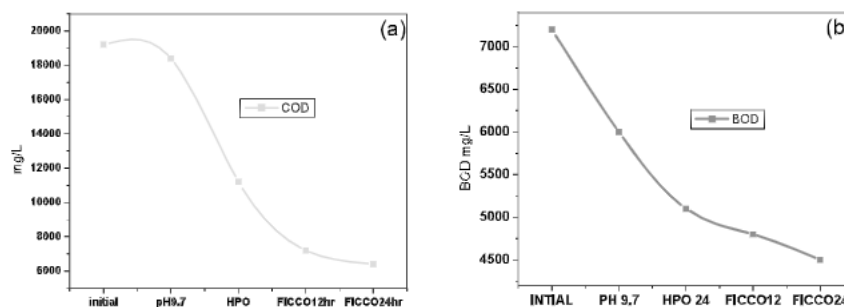 (a)
20000
18000
16000
14000
12000
10000
8000
6000
mg/L
COD
initial pH9.7 HPO FICCO12hr FICCO24hr
(b)
7000
6500
6000
5500
5000
4500
BOD mg/L
BOD
INTIAL PH 9.7 HPO 24 FICCO12 FICCO24